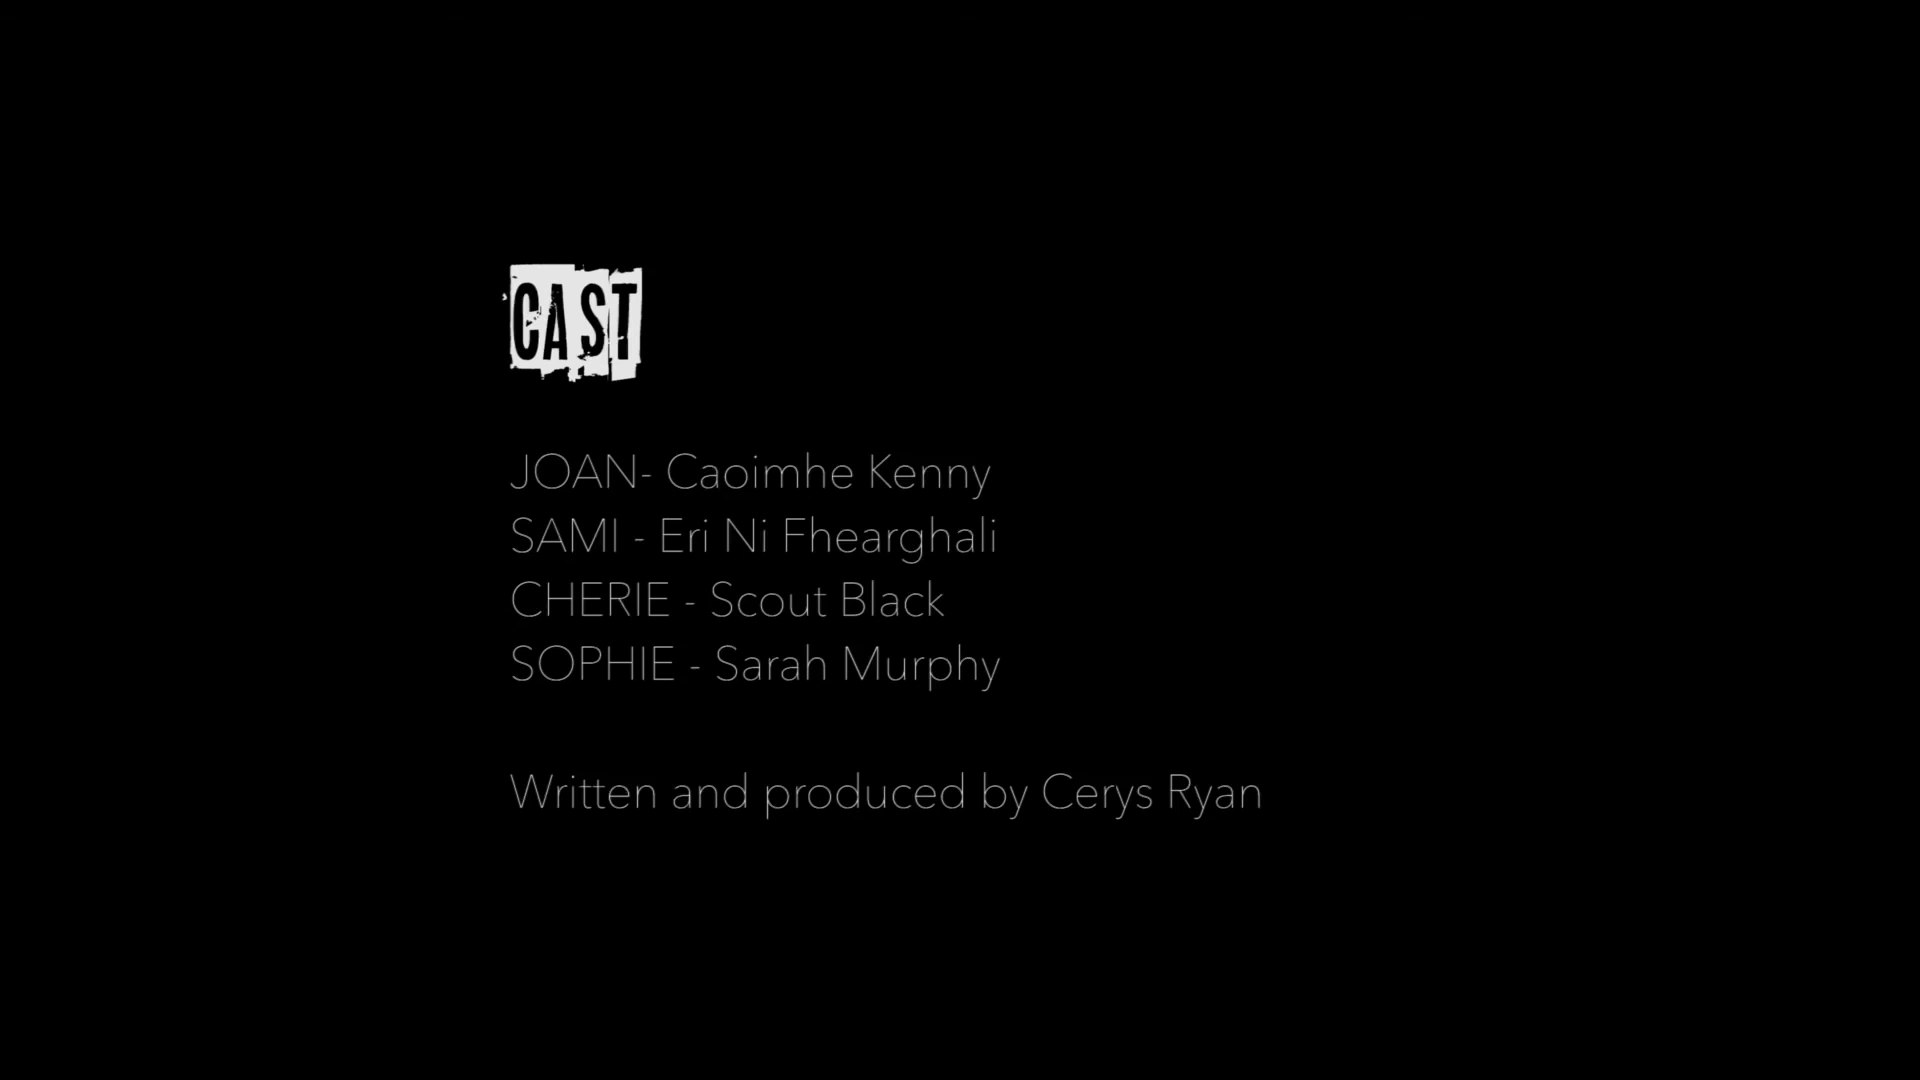 CAST
JOAN- Caoimhe Kenny
SAMI - Eri Ni Fhearghali
CHERIE - Scout Black
SOPHIE - Sarah Murphy
Written and produced by Cerys Ryan